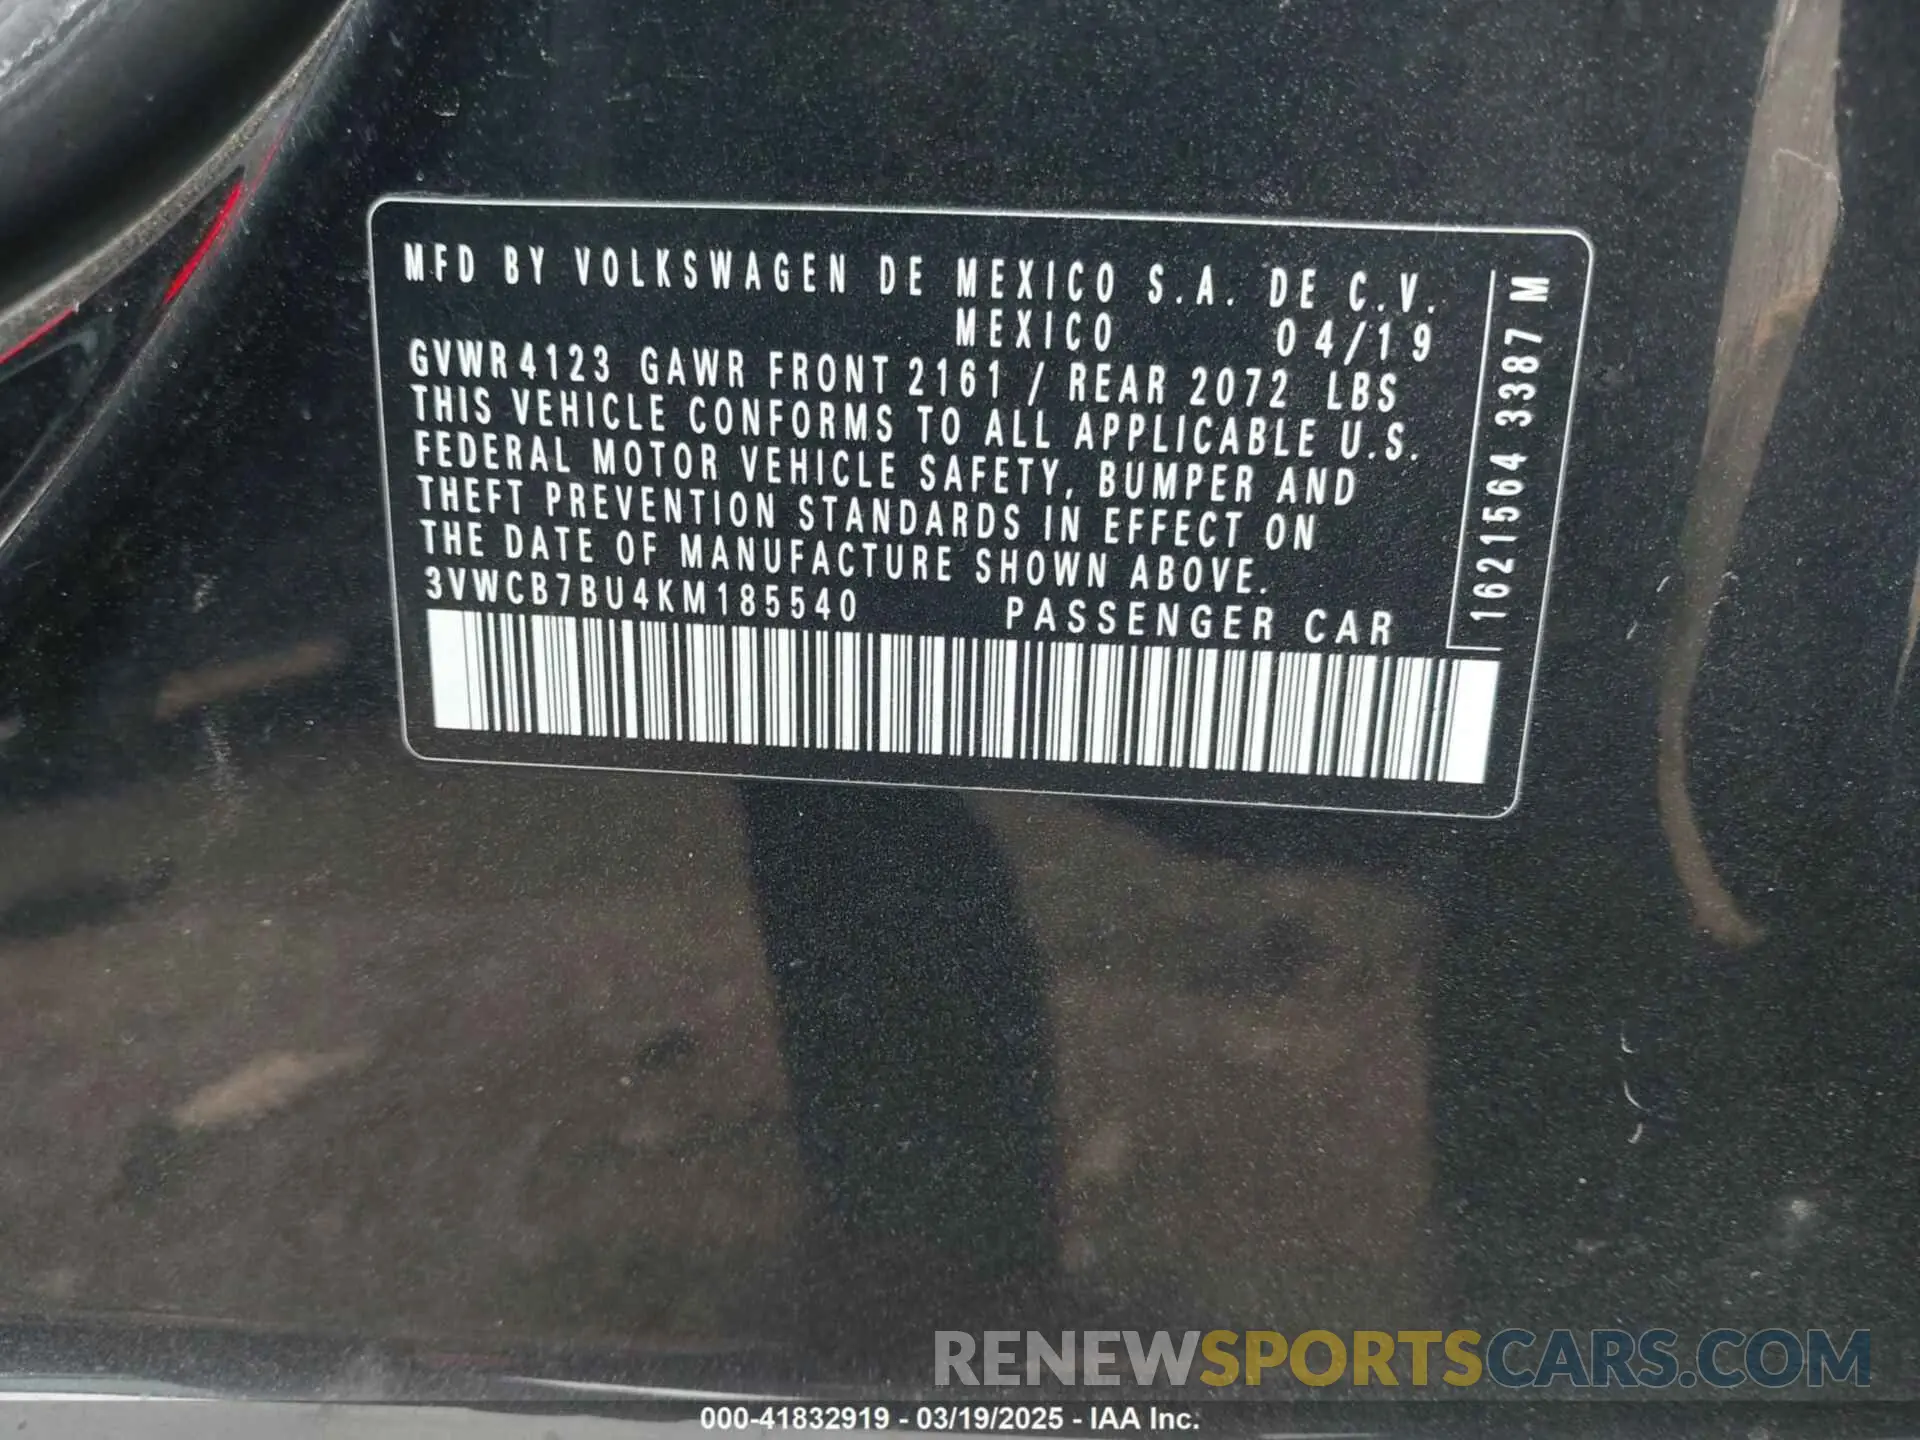 MFD BY VOLKSWAGEN DE MEXICO S.A. DE C.V.
MEXICO 04/19
GVWR 4123 GAWR FRONT 2161 / REAR 2072 LBS
THIS VEHICLE CONFORMS TO ALL APPLICABLE U.S.
FEDERAL MOTOR VEHICLE SAFETY, BUMPER AND
THEFT PREVENTION STANDARDS IN EFFECT ON
THE DATE OF MANUFACTURE SHOWN ABOVE.
3VWCB7BU4KM185540 PASSENGER CAR
1621564 3387 M
RENEWSPORTSCARS.COM
000-41832919 - 03/19/2025 - IAA Inc.